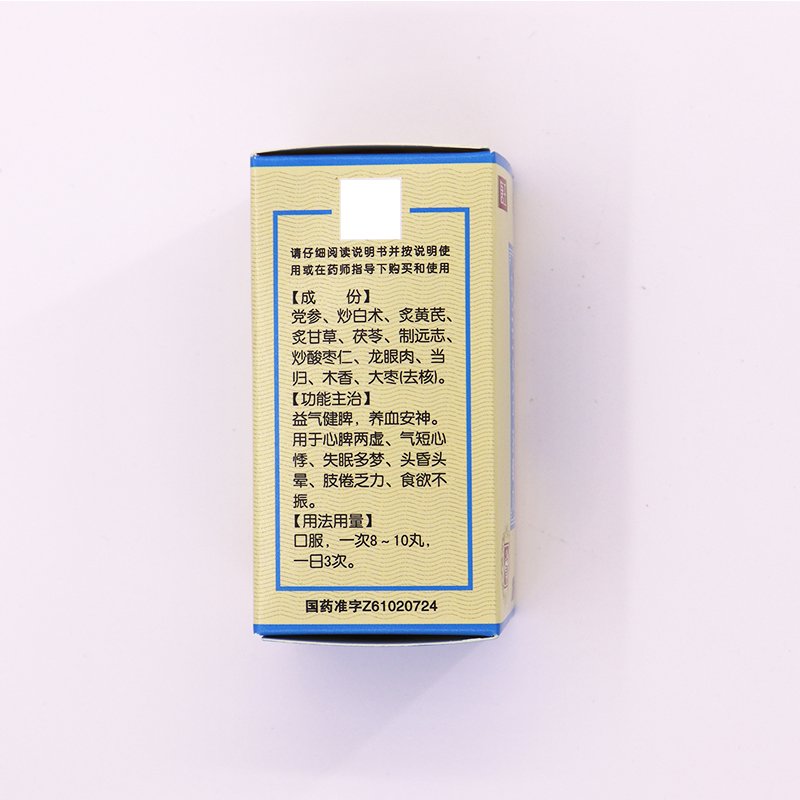 请仔细阅读说明书并按说明使
用或在药师指导下购买和使用
【成　份】
党参、炒白术、炙黄芪、
炙甘草、茯苓、制远志、
炒酸枣仁、龙眼肉、当
归、木香、大枣(去核)。
【功能主治】
益气健脾，养血安神。
用于心脾两虚、气短心
悸、失眠多梦、头昏头
晕、肢倦乏力、食欲不
振。
【用法用量】
口服，一次8～10丸，
一日3次。
国药准字Z61020724